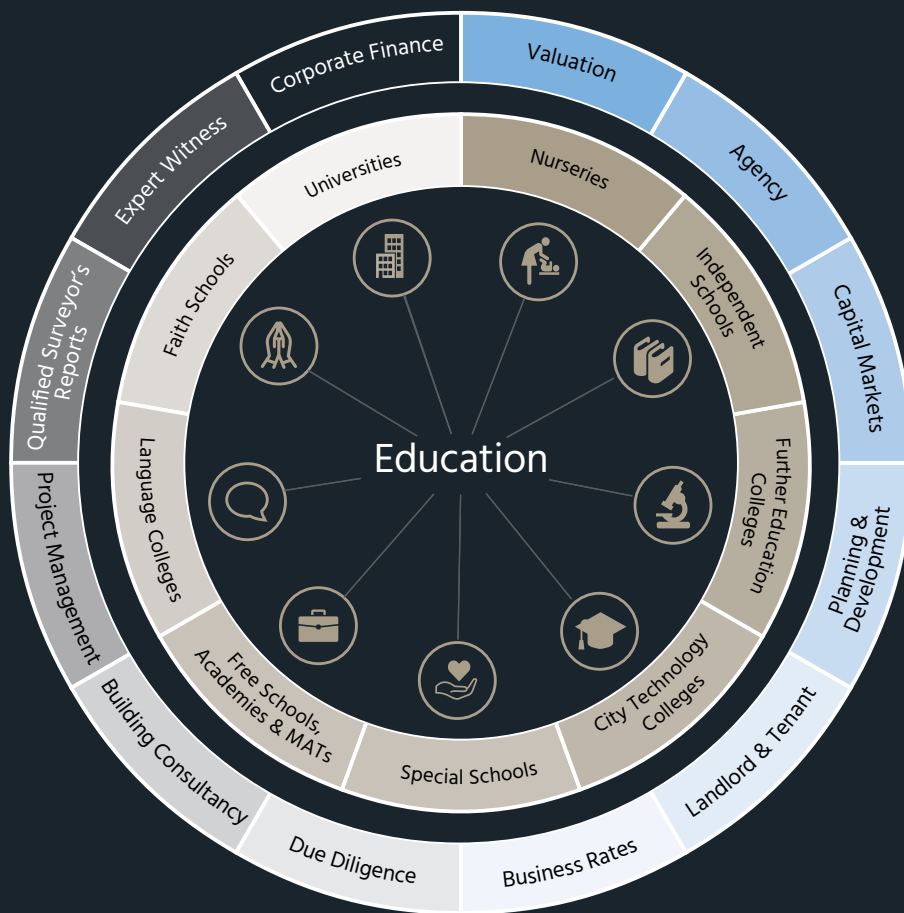 Corporate Finance
Valuation
Agency
Capital Markets
Planning &
Development
Landlord & Tenant
Business Rates
Due Diligence
Building Consultancy
Project Management
Qualified Surveyor’s
Reports
Expert Witness
Universities
Nurseries
Independent
Schools
Further Education
Colleges
City Technology
Colleges
Special Schools
Free Schools,
Academies & MATs
Language Colleges
Faith Schools
Education